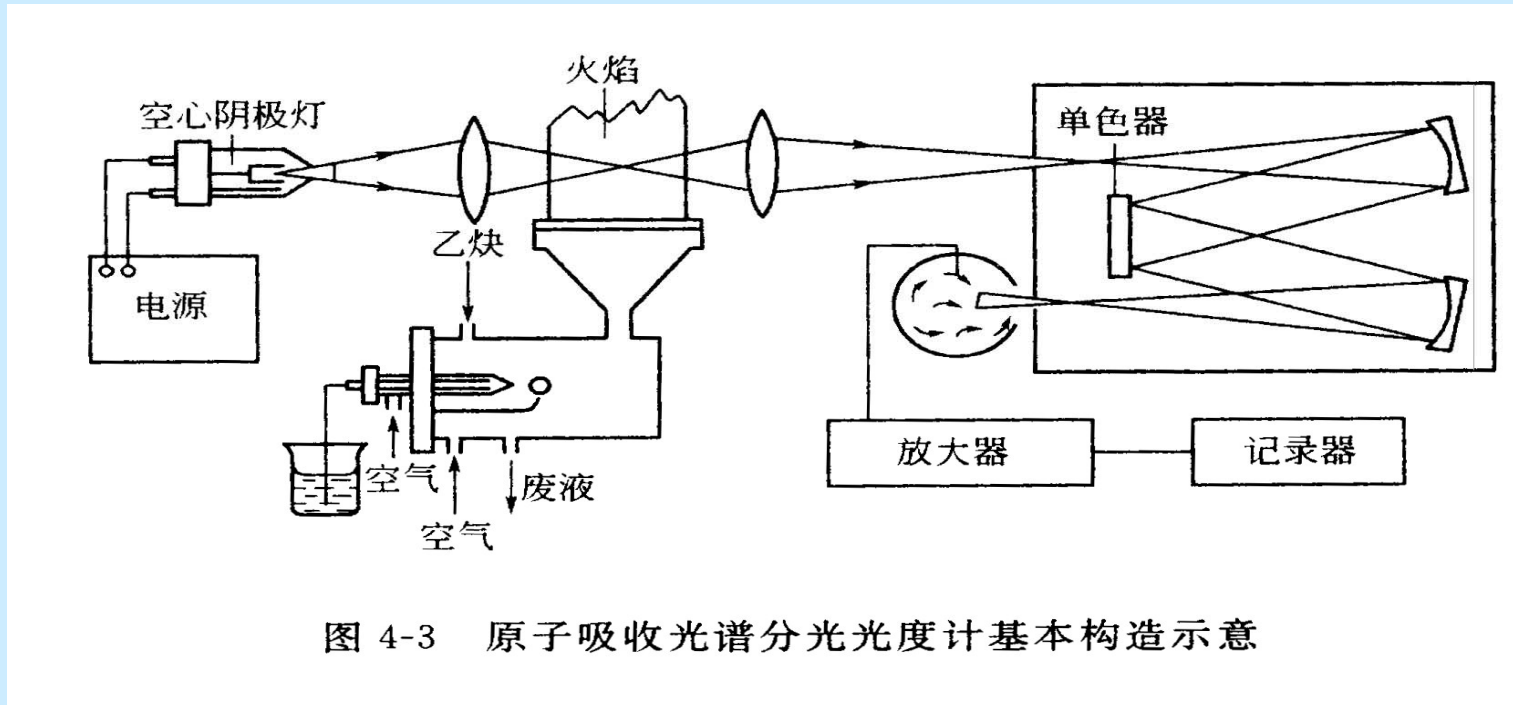 火焰
空心阴极灯
单色器
乙炔
电源
空气
废液
空气
放大器
记录器
图 4-3 原子吸收光谱分光光度计基本构造示意